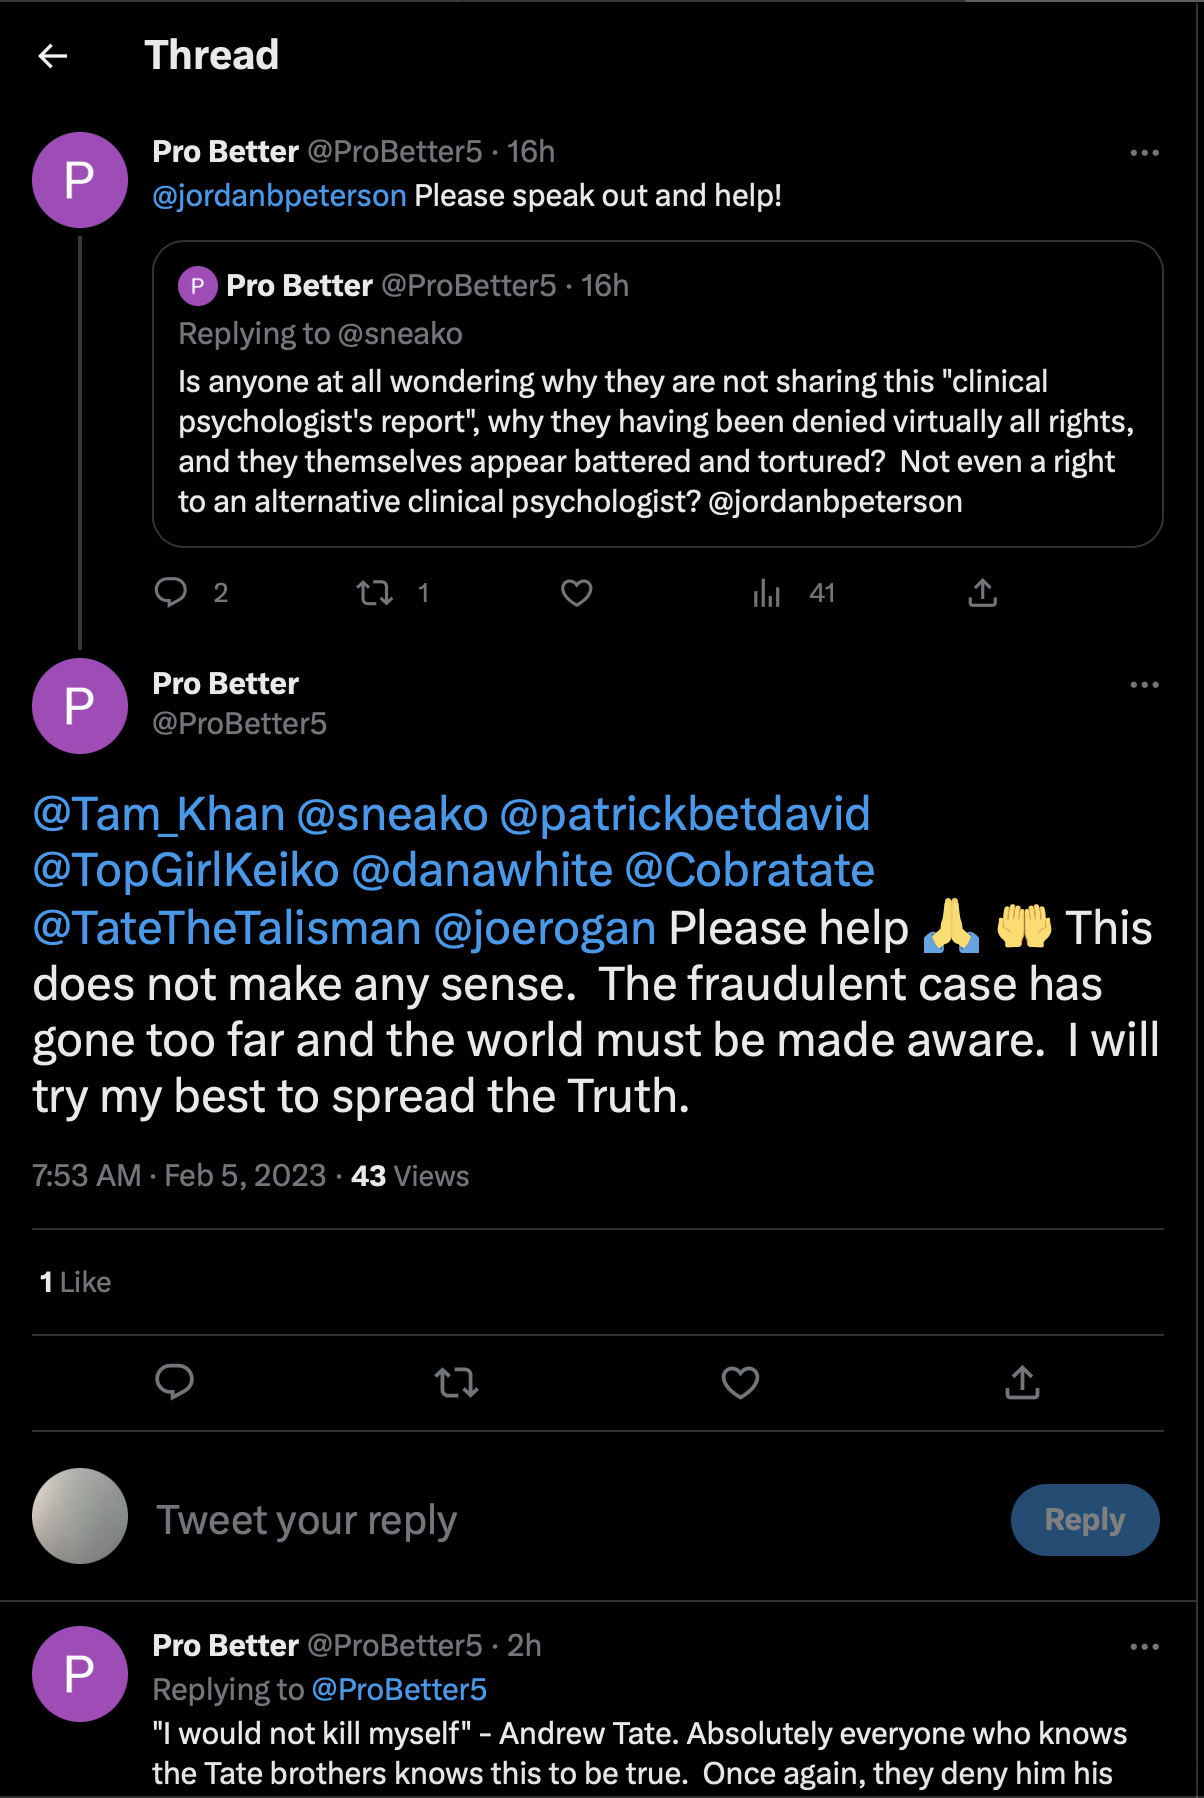 Thread
P
Pro Better @ProBetter5 · 16h
@jordanbpeterson Please speak out and help!
P Pro Better @ProBetter5 · 16h
Replying to @sneako
Is anyone at all wondering why they are not sharing this "clinical
psychologist's report", why they having been denied virtually all rights,
and they themselves appear battered and tortured?  Not even a right
to an alternative clinical psychologist? @jordanbpeterson
2 1 41
P
Pro Better
@ProBetter5
@Tam_Khan @sneako @patrickbetdavid
@TopGirlKeiko @danawhite @Cobratate
@TateTheTalisman @joerogan Please help 🙏 🤲 This
does not make any sense.  The fraudulent case has
gone too far and the world must be made aware.  I will
try my best to spread the Truth.
7:53 AM · Feb 5, 2023 · 43 Views
1 Like
Tweet your reply
Reply
P
Pro Better @ProBetter5 · 2h
Replying to @ProBetter5
"I would not kill myself" - Andrew Tate. Absolutely everyone who knows
the Tate brothers knows this to be true.  Once again, they deny him his